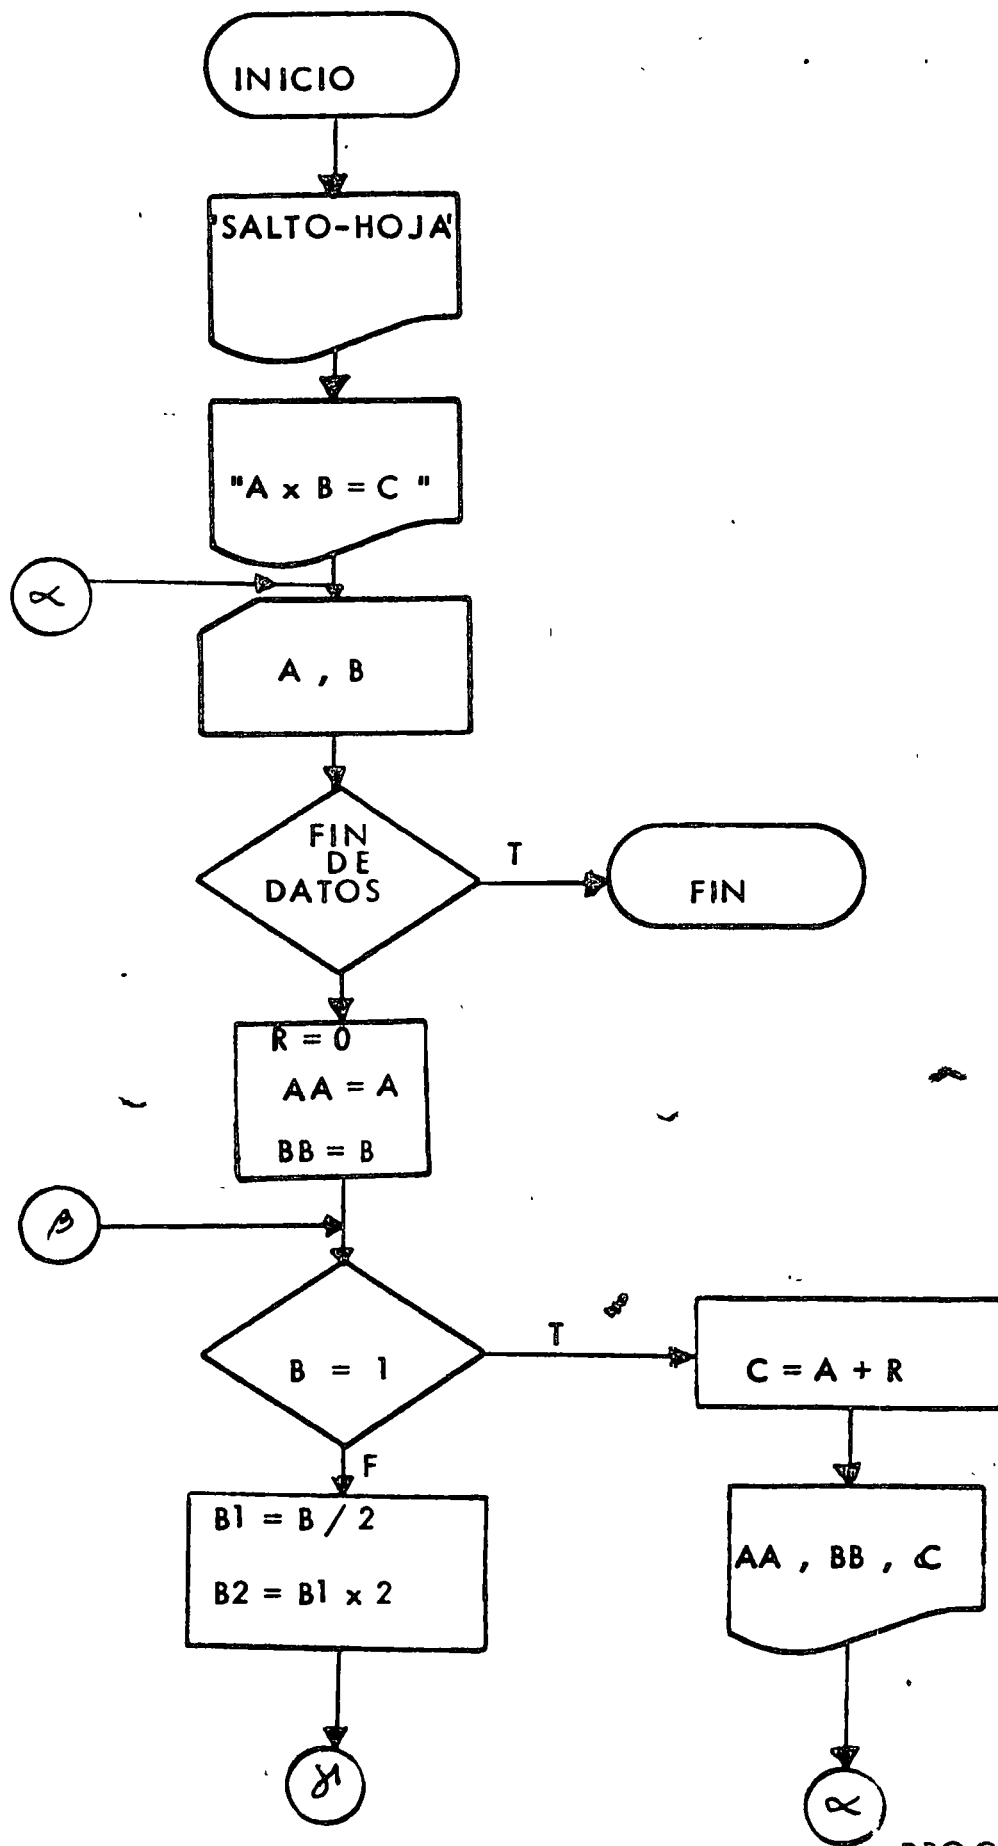 INICIO
'SALTO-HOJA'
"A x B = C "
α
A , B
FIN
DE
DATOS
T
FIN
R = 0
AA = A
BB = B
β
B = 1
T
C = A + R
F
B1 = B / 2
B2 = B1 x 2
AA , BB , C
α